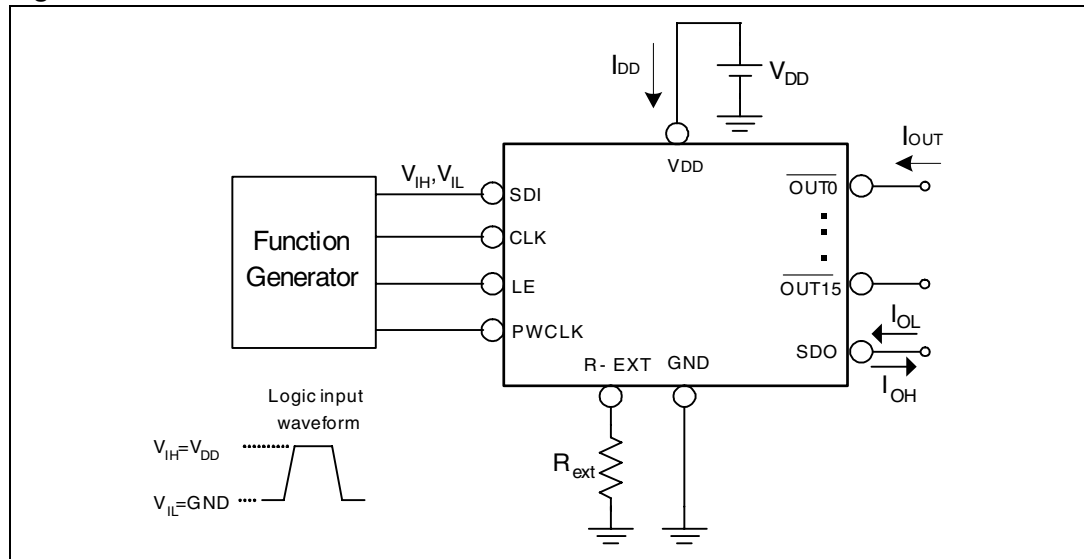 IDD
VDD
IOUT
VDD
VIH,VIL
SDI
OUT0
Function
Generator
CLK
LE
OUT15
IOL
PWCLK
SDO
R- EXT
GND
IOH
Logic input
waveform
VIH=VDD
Rext
VIL=GND